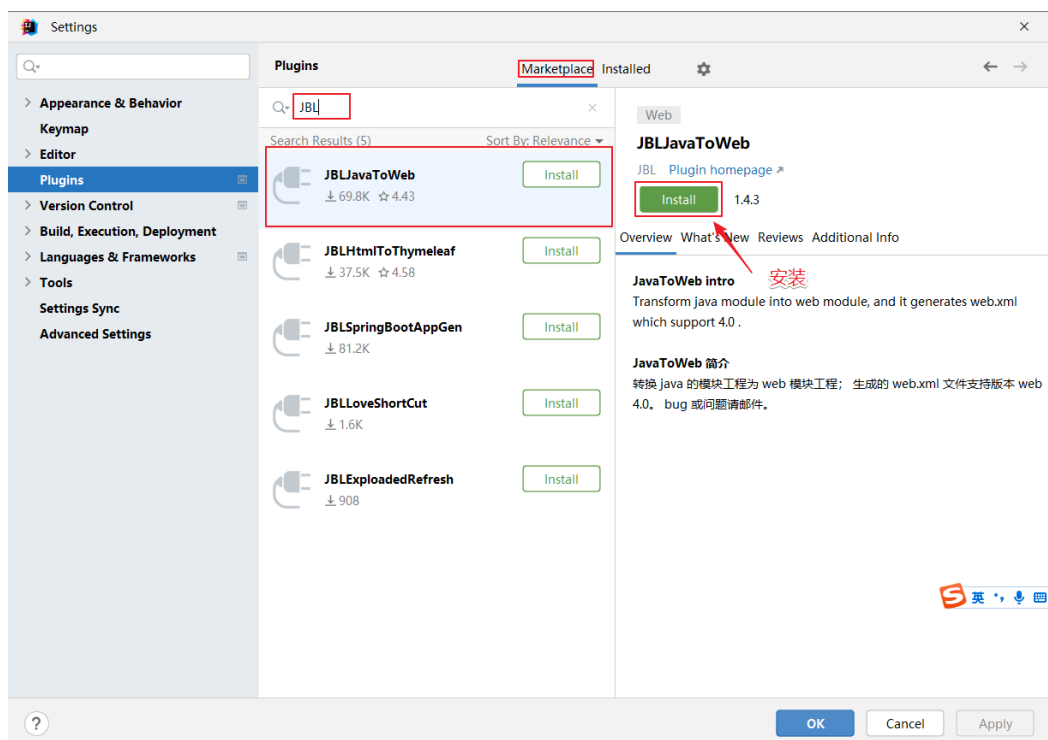 Settings
Plugins
Marketplace
Installed
Appearance & Behavior
Keymap
Editor
Plugins
Version Control
Build, Execution, Deployment
Languages & Frameworks
Tools
Settings Sync
Advanced Settings
JBL
Search Results (5)
Sort By: Relevance
JBLJavaToWeb
Install
69.8K 4.43
JBLHtmlToThymeleaf
Install
37.5K 4.58
JBLSpringBootAppGen
Install
81.2K
JBLLoveShortCut
Install
1.6K
JBLExploadedRefresh
Install
908
Web
JBLJavaToWeb
JBL Plugin homepage
Install 1.4.3
Overview What's New Reviews Additional Info
安装
JavaToWeb intro
Transform java module into web module, and it generates web.xml
which support 4.0 .
JavaToWeb 简介
转换 java 的模块工程为 web 模块工程； 生成的 web.xml 文件支持版本 web
4.0。 bug 或问题请邮件。
S 英
?
OK
Cancel
Apply